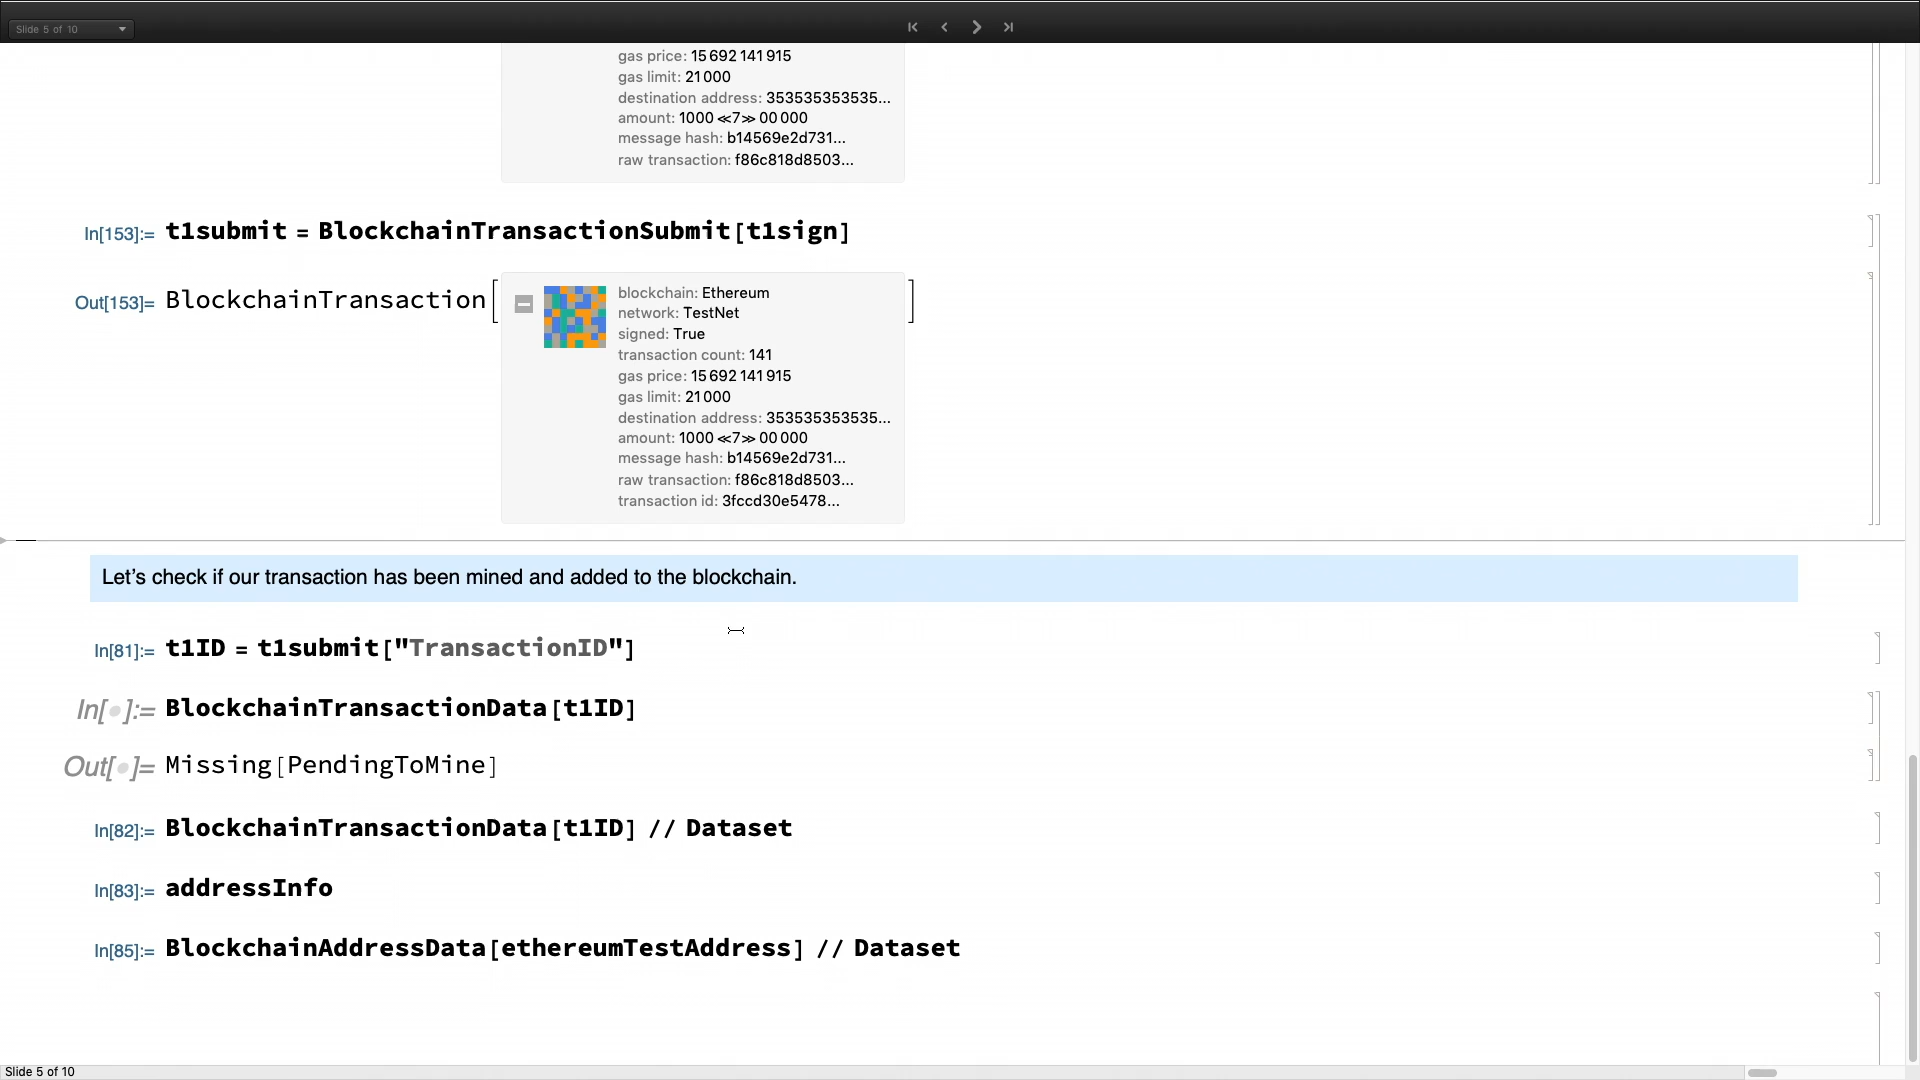 Slide 5 of 10
gas price: 15 692 141 915
gas limit: 21 000
destination address: 353535353535...
amount: 1000 ≪7≫ 00 000
message hash: b14569e2d731...
raw transaction: f86c818d8503...
In[153]:= t1submit = BlockchainTransactionSubmit[t1sign]
Out[153]= BlockchainTransaction[ ]
blockchain: Ethereum
network: TestNet
signed: True
transaction count: 141
gas price: 15 692 141 915
gas limit: 21 000
destination address: 353535353535...
amount: 1000 ≪7≫ 00 000
message hash: b14569e2d731...
raw transaction: f86c818d8503...
transaction id: 3fccd30e5478...
Let’s check if our transaction has been mined and added to the blockchain.
In[81]:= t1ID = t1submit["TransactionID"]
In[●]:= BlockchainTransactionData[t1ID]
Out[●]= Missing[PendingToMine]
In[82]:= BlockchainTransactionData[t1ID] // Dataset
In[83]:= addressInfo
In[85]:= BlockchainAddressData[ethereumTestAddress] // Dataset
Slide 5 of 10